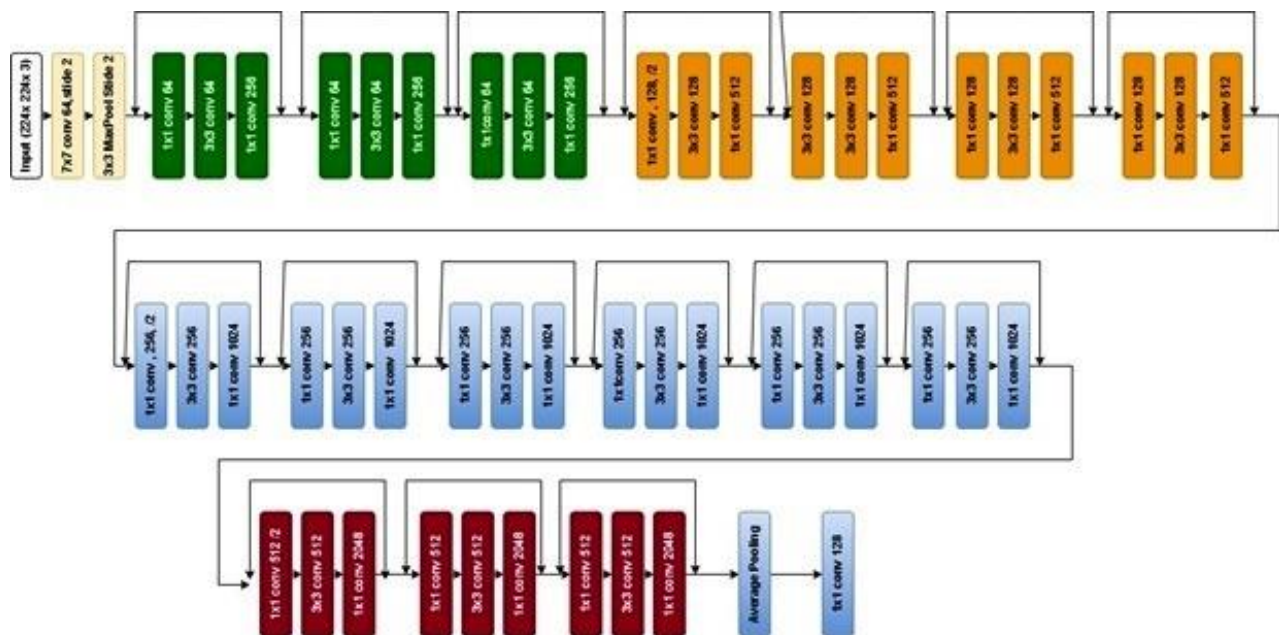 Input (224x 224x 3)
7x7 conv 64,stide 2
3x3 MaxPool Stide 2
1x1 conv 64
3x3 conv 64
1x1 conv 256
1x1 conv 64
3x3 conv 64
1x1 conv 256
1x1conv 64
3x3 conv 64
1x1 conv 256
1x1 conv , 128, /2
3x3 conv 128
1x1 conv 512
3x3 conv 128
3x3 conv 128
1x1 conv 512
1x1 conv 128
3x3 conv 128
1x1 conv 512
1x1 conv 128
3x3 conv 128
1x1 conv 512
1x1 conv , 256, /2
3x3 conv 256
1x1 conv 1024
1x1 conv 256
3x3 conv 256
1x1 conv 1024
1x1 conv 256
3x3 conv 256
1x1 conv 1024
1x1conv 256
3x3 conv 256
1x1 conv 1024
1x1 conv 256
3x3 conv 256
1x1 conv 1024
1x1 conv 256
3x3 conv 256
1x1 conv 1024
1x1 conv 512 /2
3x3 conv 512
1x1 conv 2048
1x1 conv 512
3x3 conv 512
1x1 conv 2048
1x1 conv 512
3x3 conv 512
1x1 conv 2048
Average Pooling
1x1 conv 128